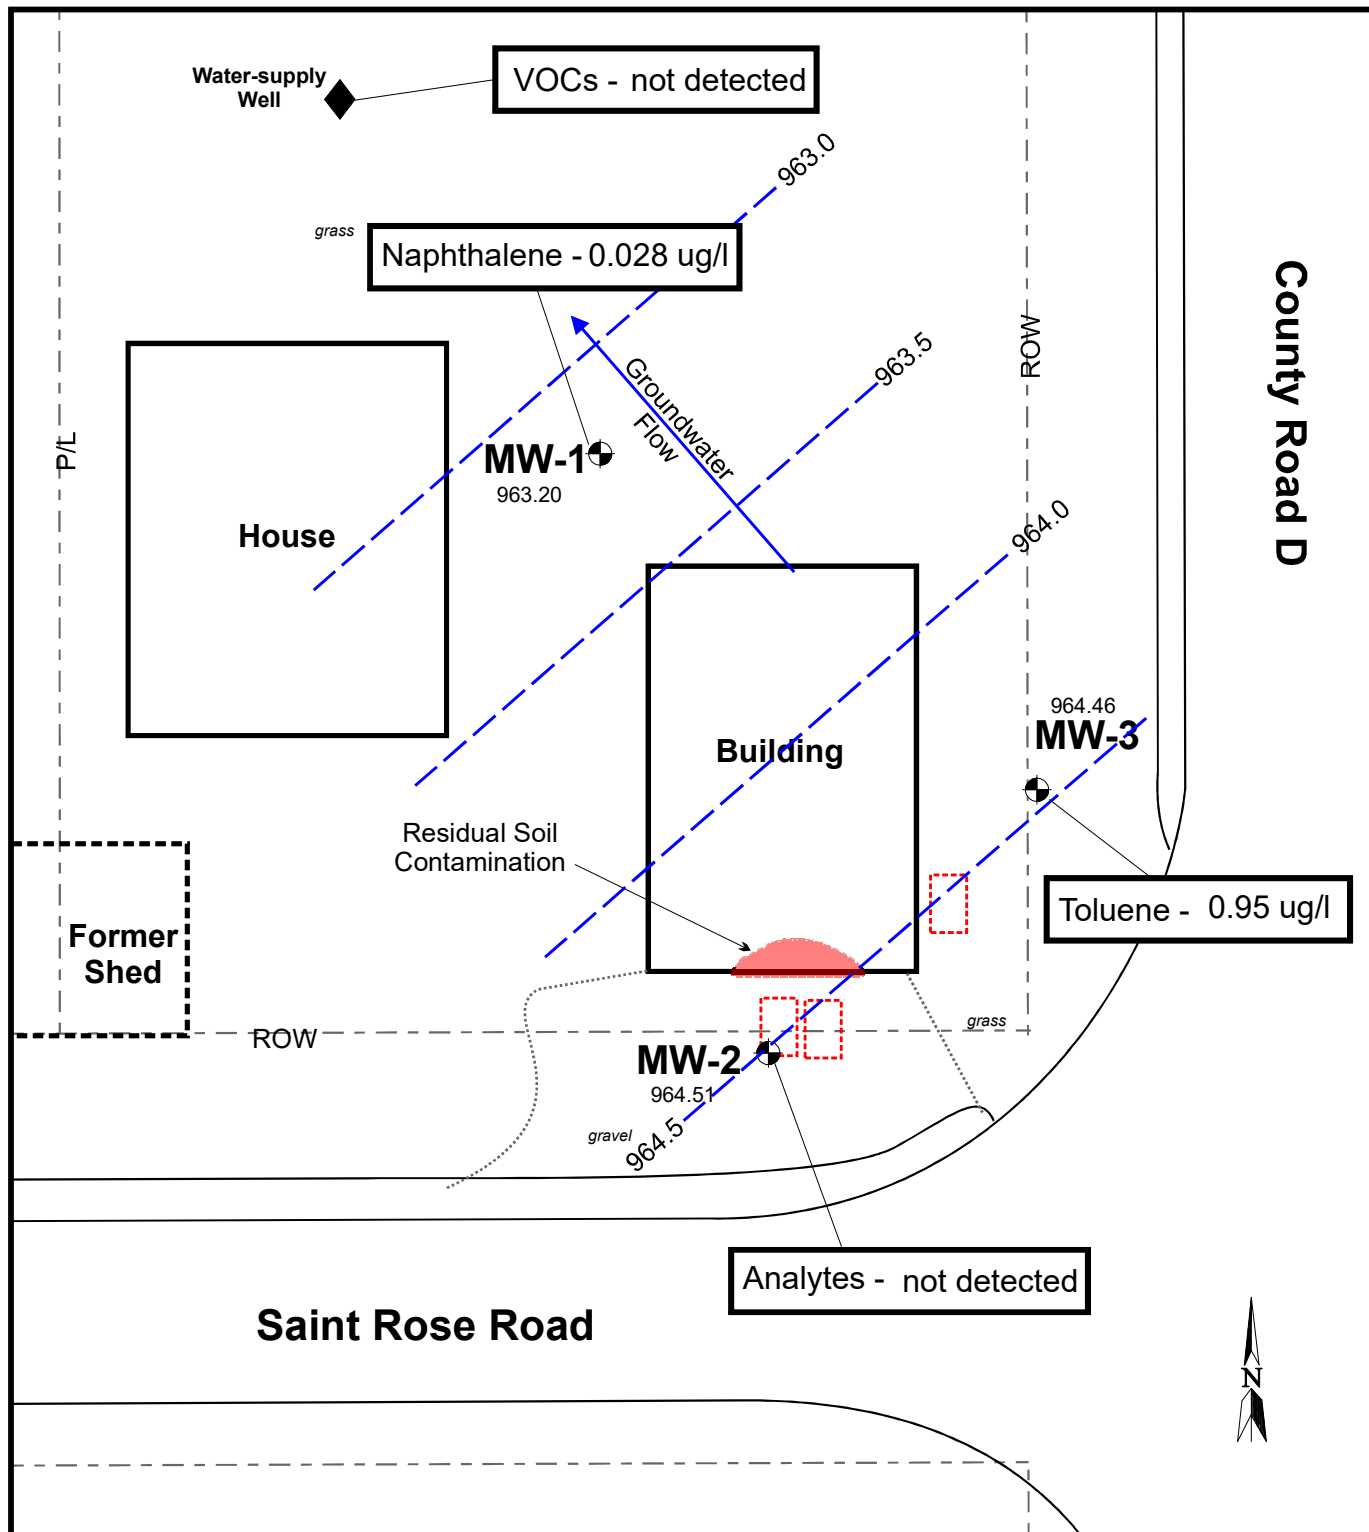 Water-supply
Well
VOCs - not detected
963.0
grass
Naphthalene - 0.028 ug/l
County Road D
ROW
963.5
Groundwater
Flow
P/L
MW-1
963.20
House
964.0
964.46
MW-3
Building
Residual Soil
Contamination
Toluene - 0.95 ug/l
Former
Shed
grass
ROW
MW-2
964.51
gravel
964.5
Analytes - not detected
Saint Rose Road
N